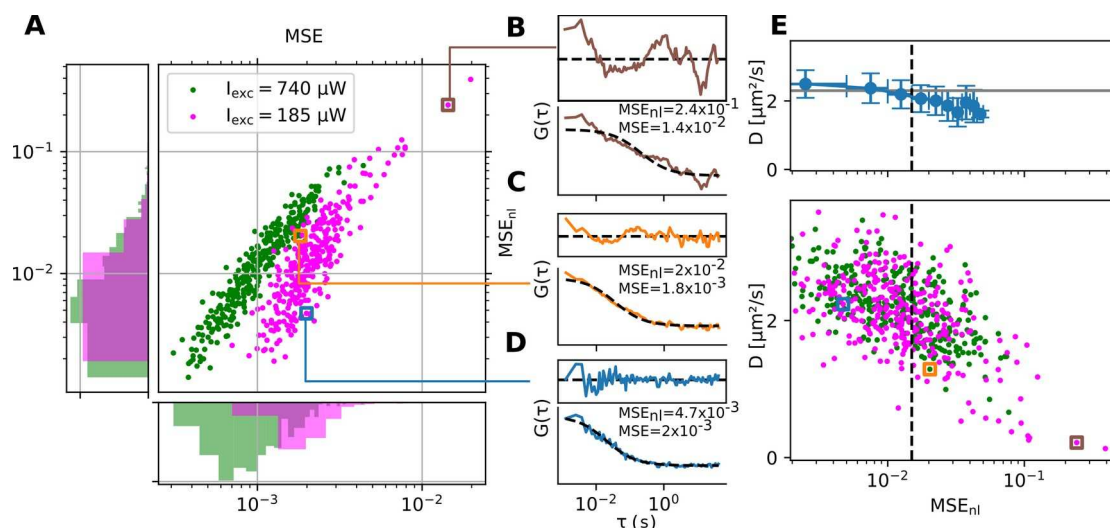 A
MSE
I_exc = 740 µW
I_exc = 185 µW
10⁻¹
10⁻²
MSE_nl
10⁻³
10⁻²
B
MSE_nl=2.4x10⁻¹
MSE=1.4x10⁻²
G(τ)
C
MSE_nl=2x10⁻²
MSE=1.8x10⁻³
G(τ)
D
MSE_nl=4.7x10⁻³
MSE=2x10⁻³
G(τ)
10⁻²
10⁰
τ (s)
E
D [µm²/s]
2
0
D [µm²/s]
2
0
10⁻²
10⁻¹
MSE_nl